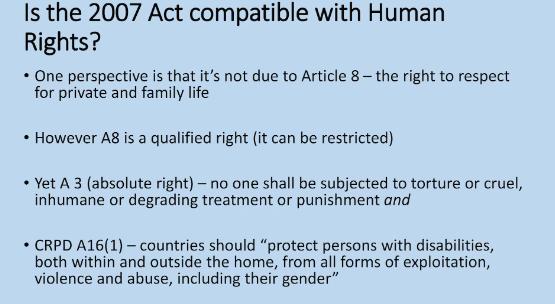 Is the 2007 Act compatible with Human
Rights?
• One perspective is that it's not due to Article 8 – the right to respect
for private and family life
• However A8 is a qualified right (it can be restricted)
• Yet A 3 (absolute right) – no one shall be subjected to torture or cruel,
inhumane or degrading treatment or punishment and
• CRPD A16(1) – countries should “protect persons with disabilities,
both within and outside the home, from all forms of exploitation,
violence and abuse, including their gender”